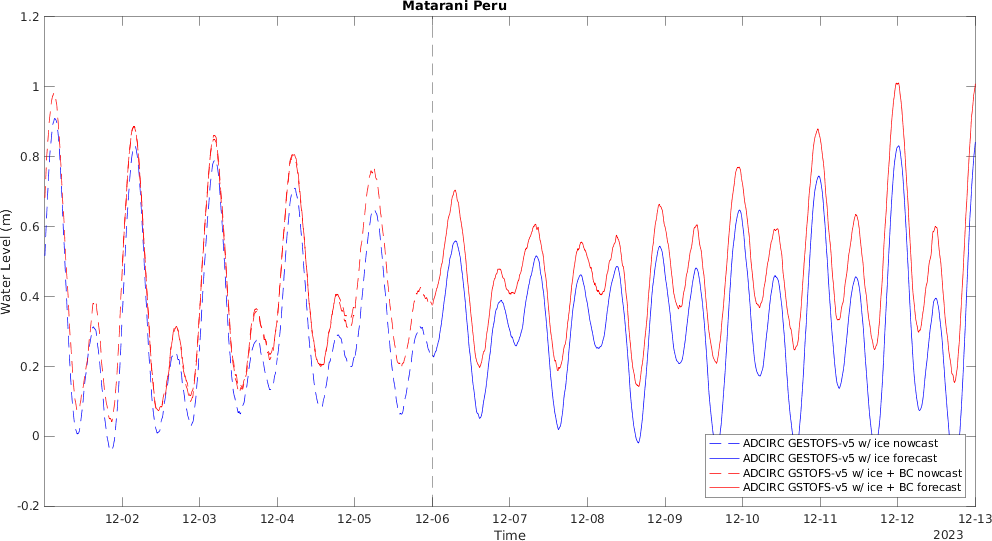 Matarani Peru
1.2
1
0.8
0.6
0.4
0.2
0
-0.2
Water Level (m)
ADCIRC GESTOFS-v5 w/ ice nowcast
ADCIRC GESTOFS-v5 w/ ice forecast
ADCIRC GSTOFS-v5 w/ ice + BC nowcast
ADCIRC GSTOFS-v5 w/ ice + BC forecast
12-02 12-03 12-04 12-05 12-06 12-07 12-08 12-09 12-10 12-11 12-12 12-13
Time
2023